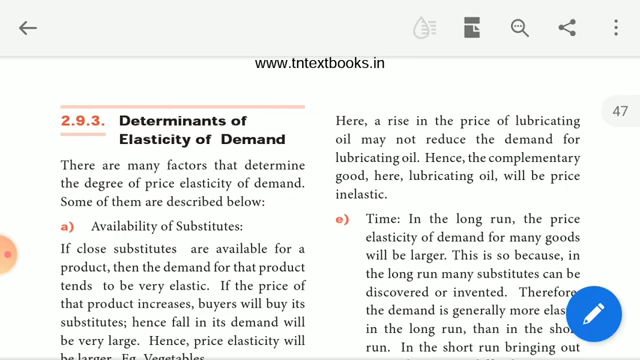 www.tntextbooks.in
47
2.9.3. Determinants of
Elasticity of Demand
There are many factors that determine
the degree of price elasticity of demand.
Some of them are described below:
a) Availability of Substitutes:
If close substitutes are available for a
product, then the demand for that product
tends to be very elastic. If the price of
that product increases, buyers will buy its
substitutes; hence fall in its demand will
be very large. Hence, price elasticity will
be larger. Eg. Vegetables
Here, a rise in the price of lubricating
oil may not reduce the demand for
lubricating oil. Hence, the complementary
good, here, lubricating oil, will be price
inelastic.
e) Time: In the long run, the price
elasticity of demand for many goods
will be larger. This is so because, in
the long run many substitutes can be
discovered or invented. Therefore
the demand is generally more elas
in the long run, than in the shor
run. In the short run bringing out